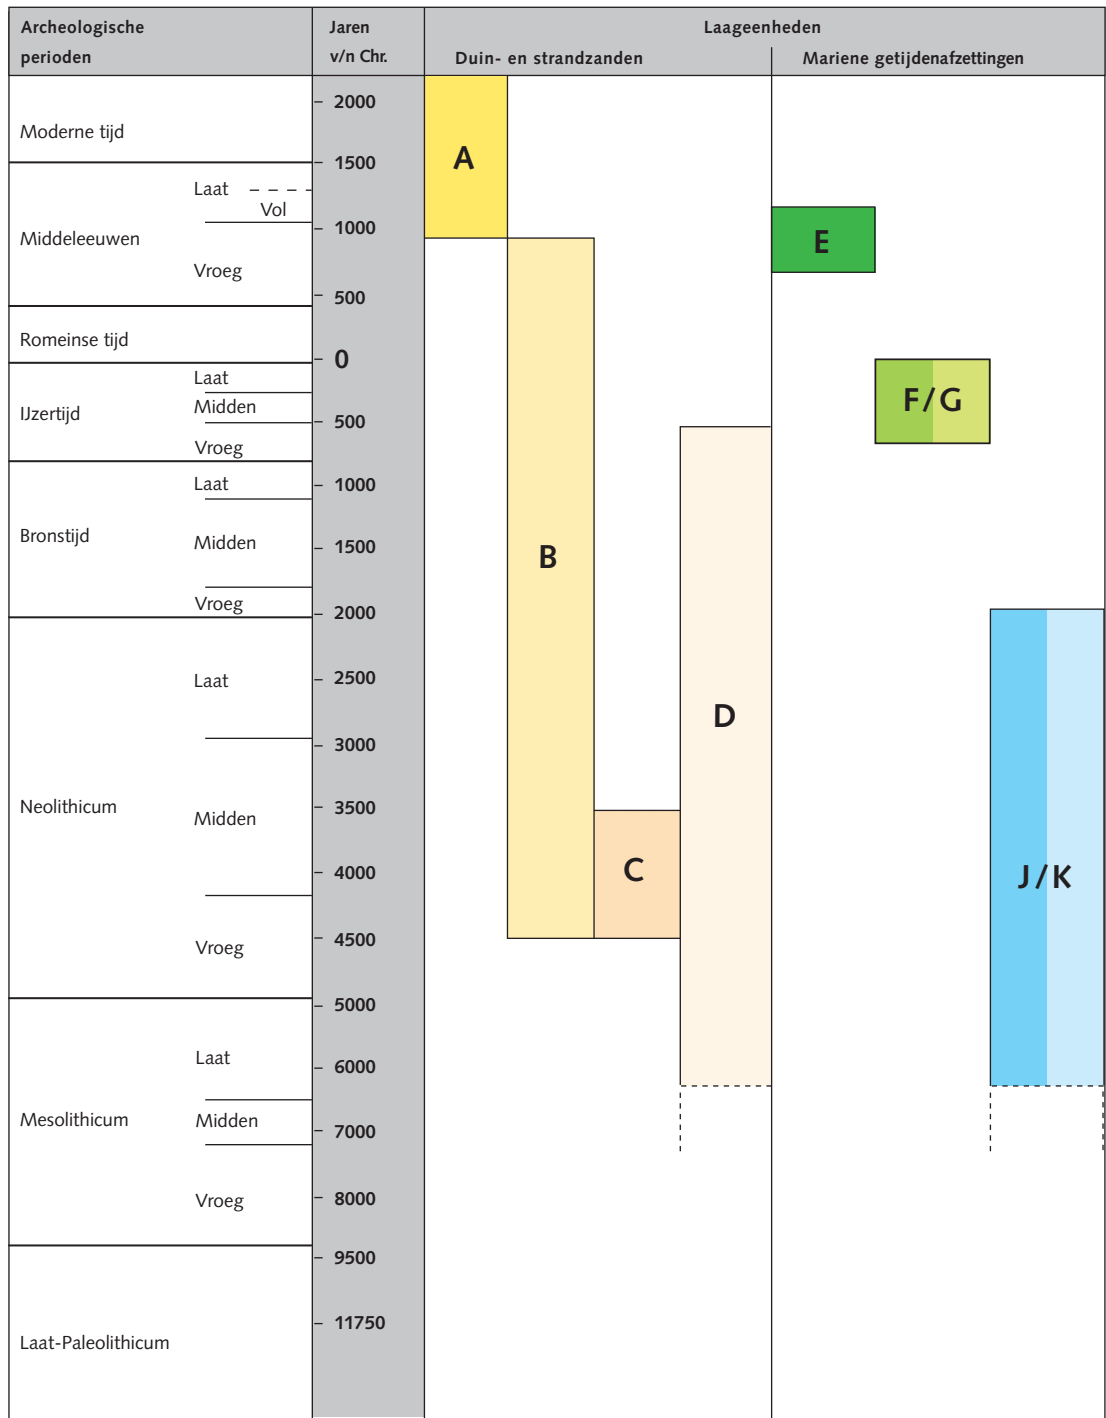 Archeologische
perioden
Jaren
v/n Chr.
Laageenheden
Duin- en strandzanden
Mariene getijdenafzettingen
Moderne tijd
Middeleeuwen
Laat
Vol
Vroeg
Romeinse tijd
IJzertijd
Laat
Midden
Vroeg
Bronstijd
Laat
Midden
Vroeg
Neolithicum
Laat
Midden
Vroeg
Mesolithicum
Laat
Midden
Vroeg
Laat-Paleolithicum
2000
1500
1000
500
0
500
1000
1500
2000
2500
3000
3500
4000
4500
5000
6000
7000
8000
9500
11750
A
B
C
D
E
F/G
J/K